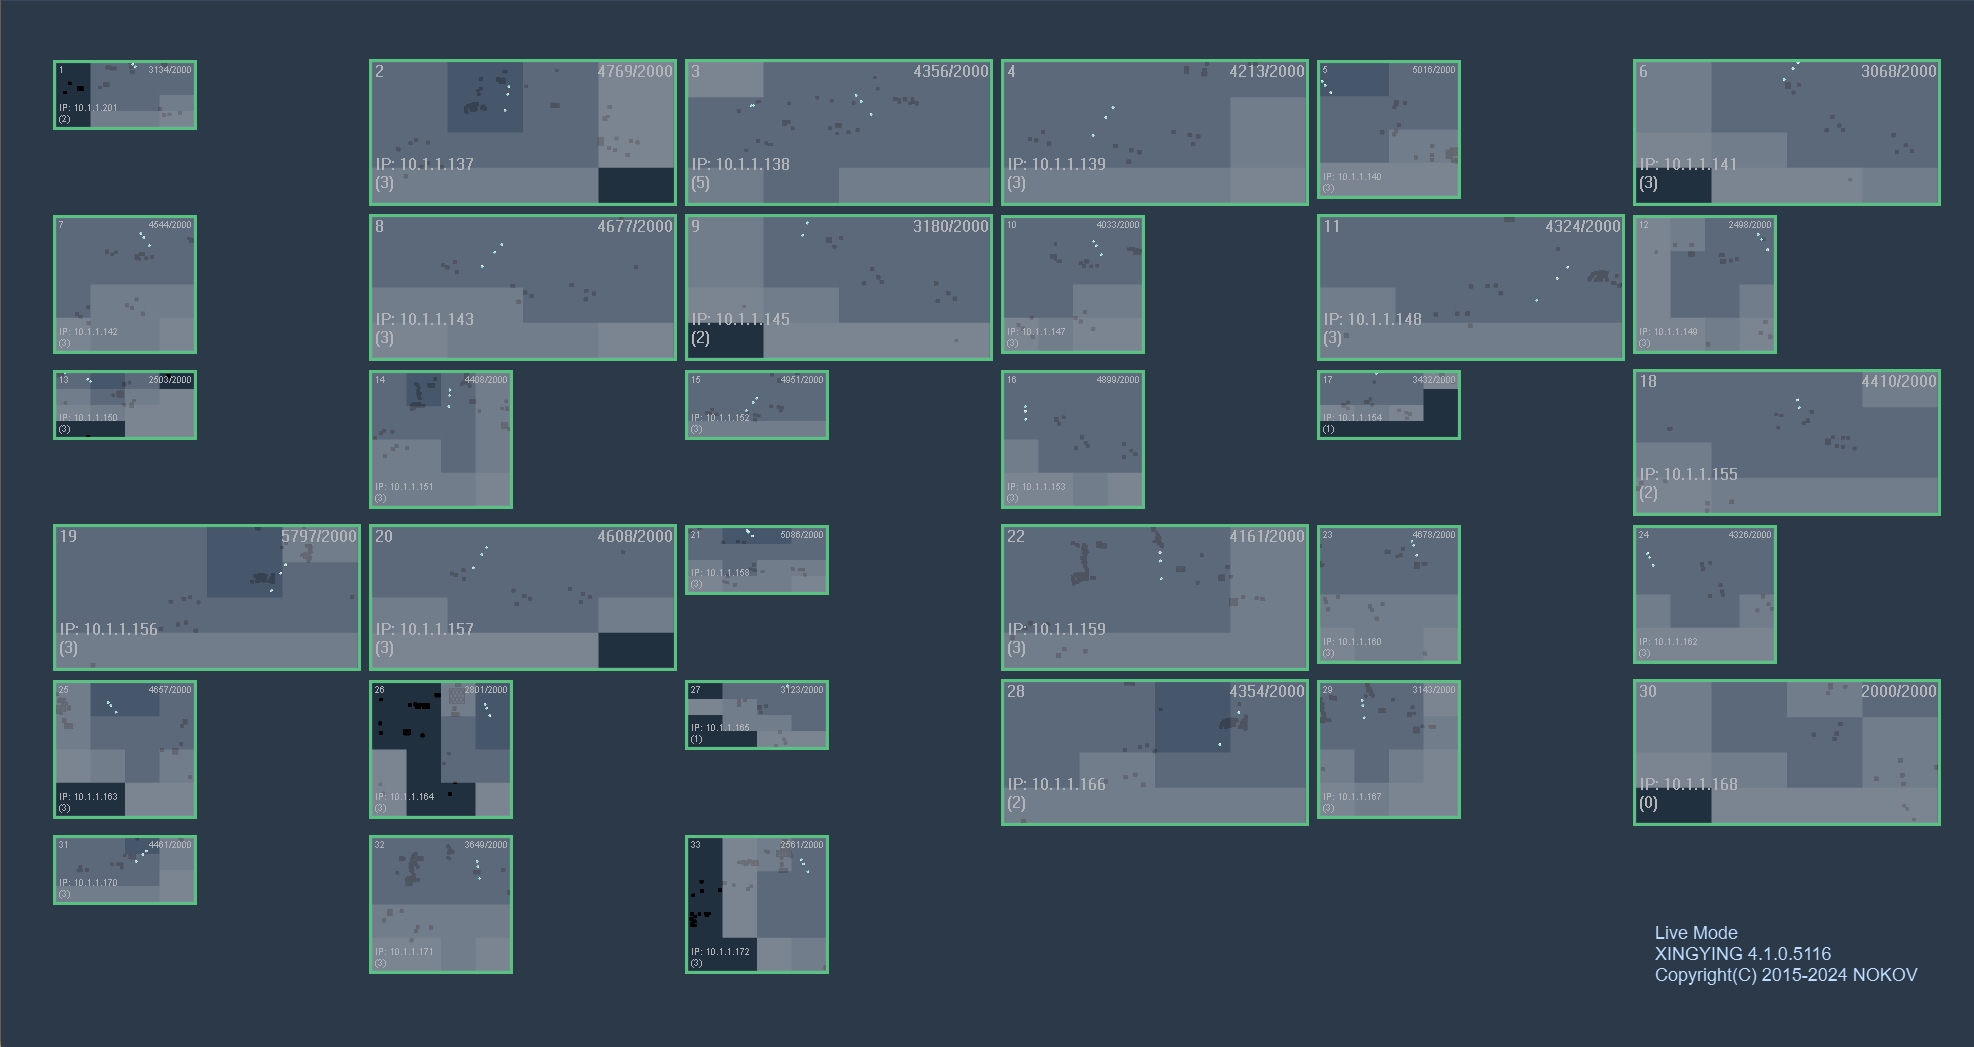 1 3134/2000
IP: 10.1.1.201
(2)
2 4769/2000
IP: 10.1.1.137
(3)
3 4356/2000
IP: 10.1.1.138
(5)
4 4213/2000
IP: 10.1.1.139
(3)
5 5016/2000
IP: 10.1.1.140
(3)
6 3068/2000
IP: 10.1.1.141
(3)
7 4544/2000
IP: 10.1.1.142
(3)
8 4677/2000
IP: 10.1.1.143
(3)
9 3180/2000
IP: 10.1.1.145
(2)
10 4033/2000
IP: 10.1.1.147
(3)
11 4324/2000
IP: 10.1.1.148
(3)
12 2498/2000
IP: 10.1.1.149
(3)
13 2503/2000
IP: 10.1.1.150
(3)
14 4408/2000
IP: 10.1.1.151
(3)
15 4951/2000
IP: 10.1.1.152
(3)
16 4899/2000
IP: 10.1.1.153
(3)
17 3432/2000
IP: 10.1.1.154
(1)
18 4410/2000
IP: 10.1.1.155
(2)
19 5797/2000
IP: 10.1.1.156
(3)
20 4608/2000
IP: 10.1.1.157
(3)
21 5086/2000
IP: 10.1.1.158
(3)
22 4161/2000
IP: 10.1.1.159
(3)
23 4678/2000
IP: 10.1.1.160
(3)
24 4326/2000
IP: 10.1.1.162
(3)
25 4657/2000
IP: 10.1.1.163
(3)
26 2801/2000
IP: 10.1.1.164
(3)
27 3123/2000
IP: 10.1.1.165
(1)
28 4354/2000
IP: 10.1.1.166
(2)
29 3143/2000
IP: 10.1.1.167
(3)
30 2000/2000
IP: 10.1.1.168
(0)
31 4461/2000
IP: 10.1.1.170
(3)
32 3649/2000
IP: 10.1.1.171
(3)
33 2561/2000
IP: 10.1.1.172
(3)
Live Mode
XINGYING 4.1.0.5116
Copyright(C) 2015-2024 NOKOV